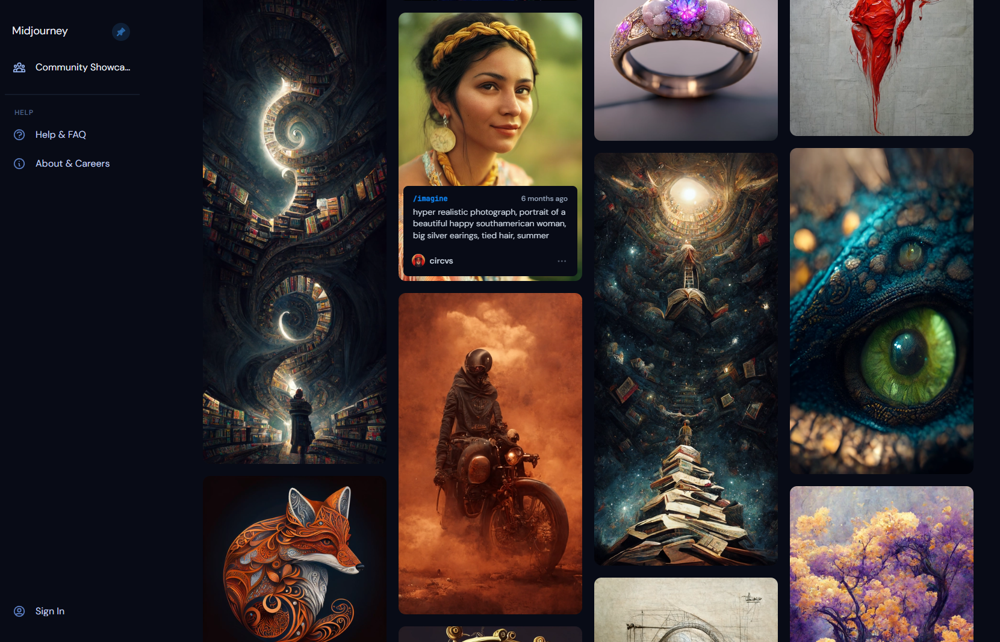 Midjourney
Community Showca...
HELP
Help & FAQ
About & Careers
/imagine
6 months ago
hyper realistic photograph, portrait of a
beautiful happy southamerican woman,
big silver earings, tied hair, summer
circvs
Sign In